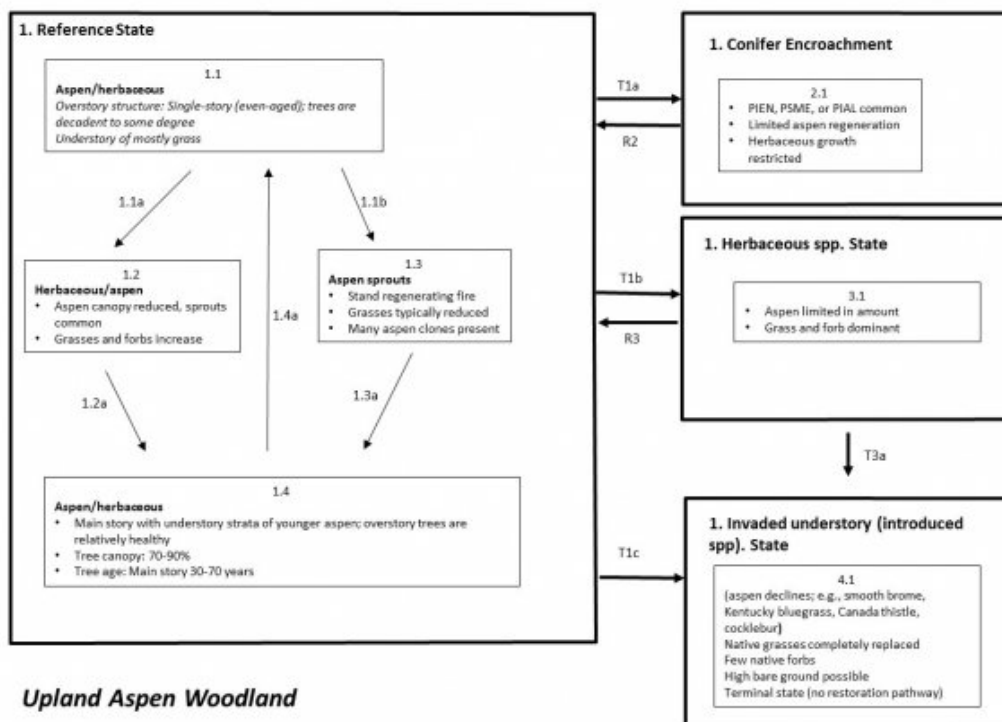 1. Reference State
1.1
Aspen/herbaceous
Overstory structure: Single-story (even-aged); trees are
decadent to some degree
Understory of mostly grass
1.1a
1.1b
1.2
Herbaceous/aspen
• Aspen canopy reduced, sprouts
common
• Grasses and forbs increase
1.4a
1.3
Aspen sprouts
• Stand regenerating fire
• Grasses typically reduced
• Many aspen clones present
1.2a
1.3a
1.4
Aspen/herbaceous
• Main story with understory strata of younger aspen; overstory trees are
relatively healthy
• Tree canopy: 70-90%
• Tree age: Main story 30-70 years
T1a
R2
1. Conifer Encroachment
2.1
• PIEN, PSME, or PIAL common
• Limited aspen regeneration
• Herbaceous growth
restricted
T1b
R3
1. Herbaceous spp. State
3.1
• Aspen limited in amount
• Grass and forb dominant
T3a
T1c
1. Invaded understory (introduced
spp). State
4.1
(aspen declines; e.g., smooth brome,
Kentucky bluegrass, Canada thistle,
cocklebur)
Native grasses completely replaced
Few native forbs
High bare ground possible
Terminal state (no restoration pathway)
Upland Aspen Woodland